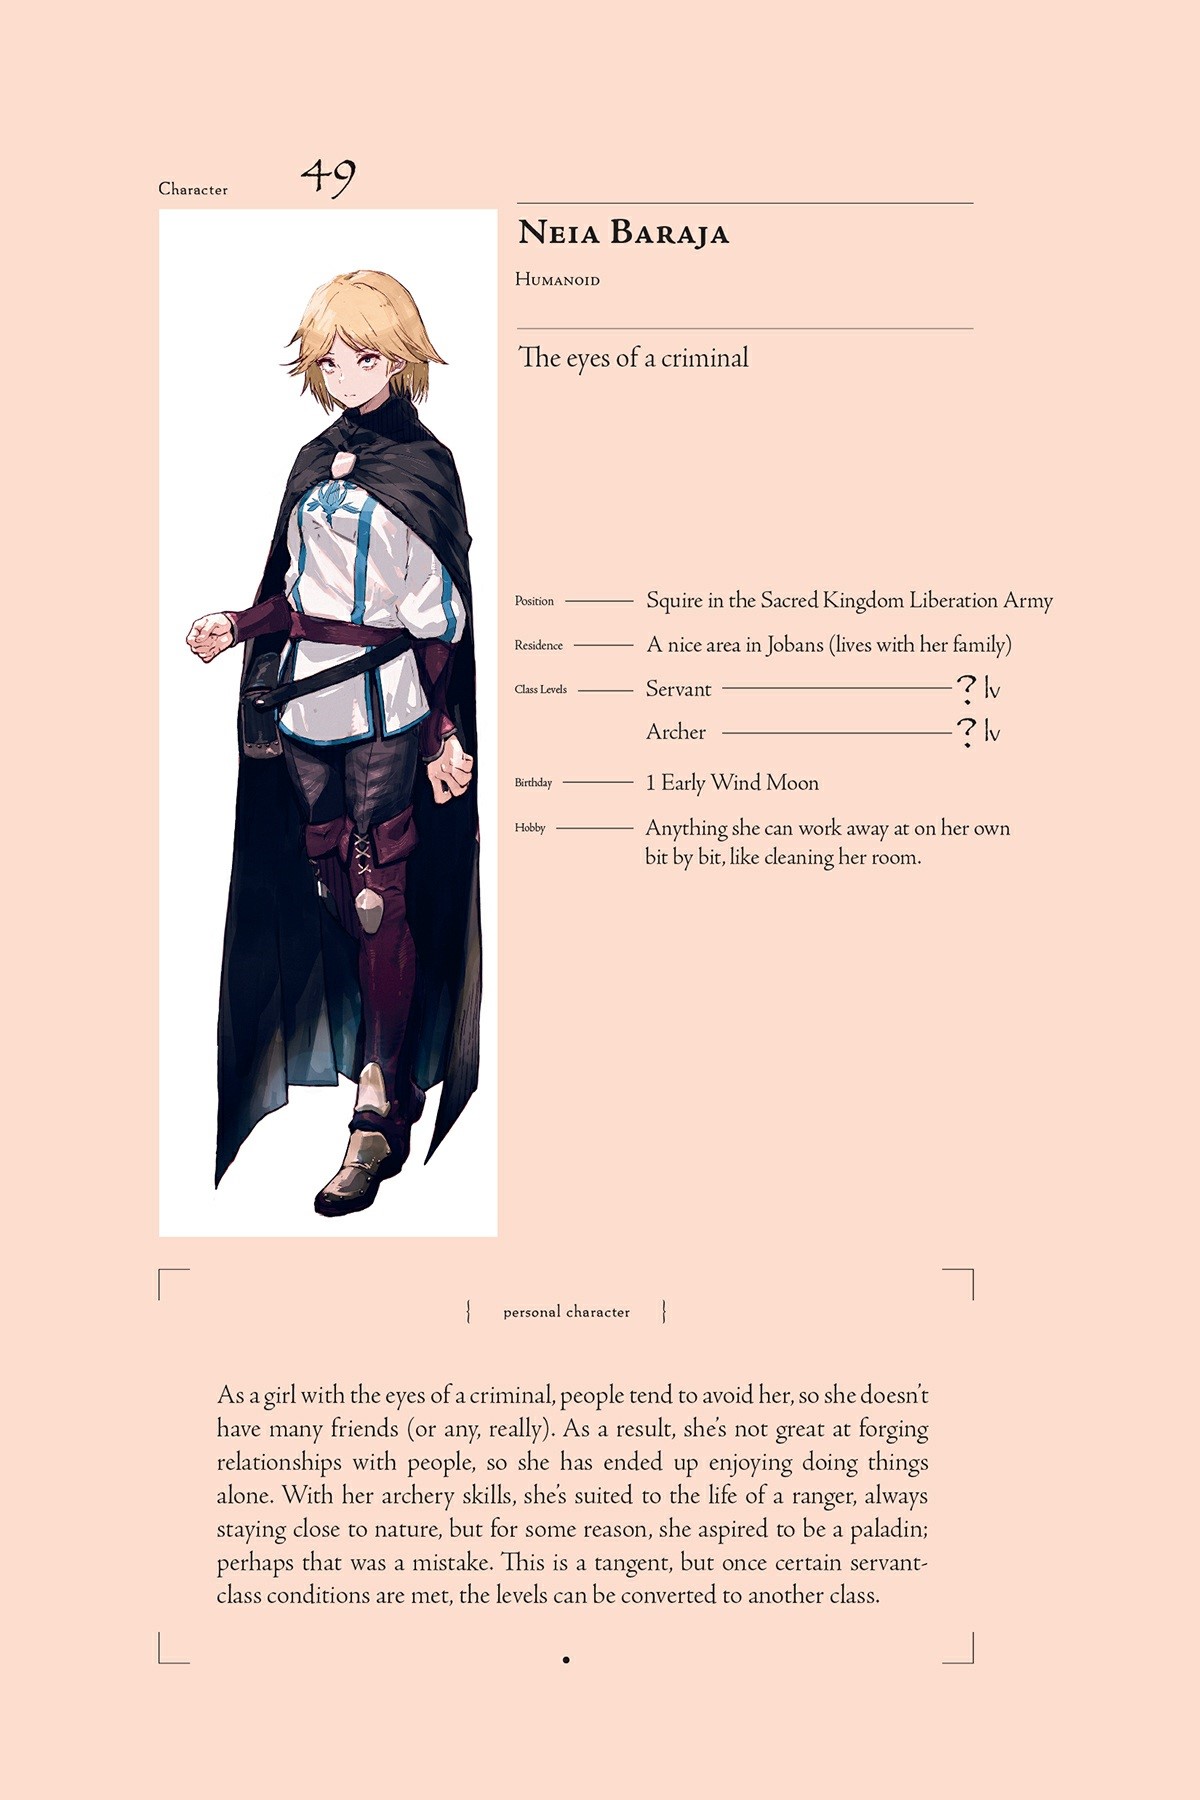 Character 49
NEIA BARAJA
HUMANOID
The eyes of a criminal
Position Squire in the Sacred Kingdom Liberation Army
Residence A nice area in Jobans (lives with her family)
Class Levels Servant ? lv
Archer ? lv
Birthday 1 Early Wind Moon
Hobby Anything she can work away at on her own
bit by bit, like cleaning her room.
{ personal character }
As a girl with the eyes of a criminal, people tend to avoid her, so she doesn't
have many friends (or any, really). As a result, she's not great at forging
relationships with people, so she has ended up enjoying doing things
alone. With her archery skills, she's suited to the life of a ranger, always
staying close to nature, but for some reason, she aspired to be a paladin;
perhaps that was a mistake. This is a tangent, but once certain servant-
class conditions are met, the levels can be converted to another class.